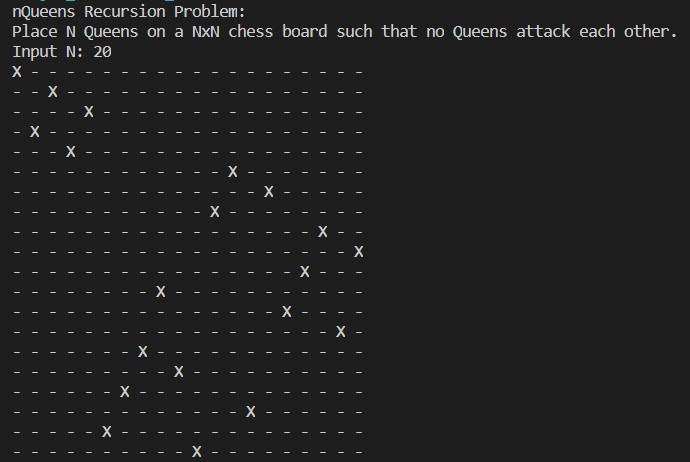 nQueens Recursion Problem:
Place N Queens on a NxN chess board such that no Queens attack each other.
Input N: 20
X - - - - - - - - - - - - - - - - - - -
- - X - - - - - - - - - - - - - - - - -
- - - - X - - - - - - - - - - - - - - -
- X - - - - - - - - - - - - - - - - - -
- - - X - - - - - - - - - - - - - - - -
- - - - - - - - - - - - X - - - - - - -
- - - - - - - - - - - - - - X - - - - -
- - - - - - - - - - - X - - - - - - - -
- - - - - - - - - - - - - - - - - X - -
- - - - - - - - - - - - - - - - - - - X
- - - - - - - - - - - - - - - - X - - -
- - - - - - - - X - - - - - - - - - - -
- - - - - - - - - - - - - - - X - - - -
- - - - - - - - - - - - - - - - - - X -
- - - - - - - X - - - - - - - - - - - -
- - - - - - - - - X - - - - - - - - - -
- - - - - - X - - - - - - - - - - - - -
- - - - - - - - - - - - - X - - - - - -
- - - - - X - - - - - - - - - - - - - -
- - - - - - - - - - X - - - - - - - - -